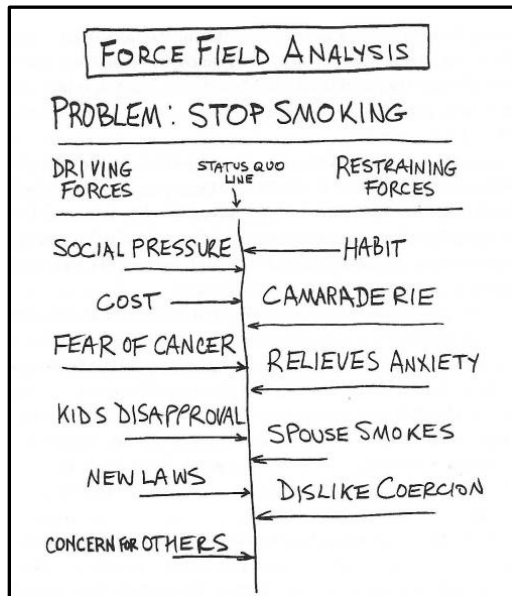 FORCE FIELD ANALYSIS
PROBLEM: STOP SMOKING
DRIVING
FORCES
STATUS QUO
LINE
RESTRAINING
FORCES
SOCIAL PRESSURE
HABIT
COST
CAMARADERIE
FEAR OF CANCER
RELIEVES ANXIETY
KIDS DISAPPROVAL
SPOUSE SMOKES
NEW LAWS
DISLIKE COERCION
CONCERN FOR OTHERS